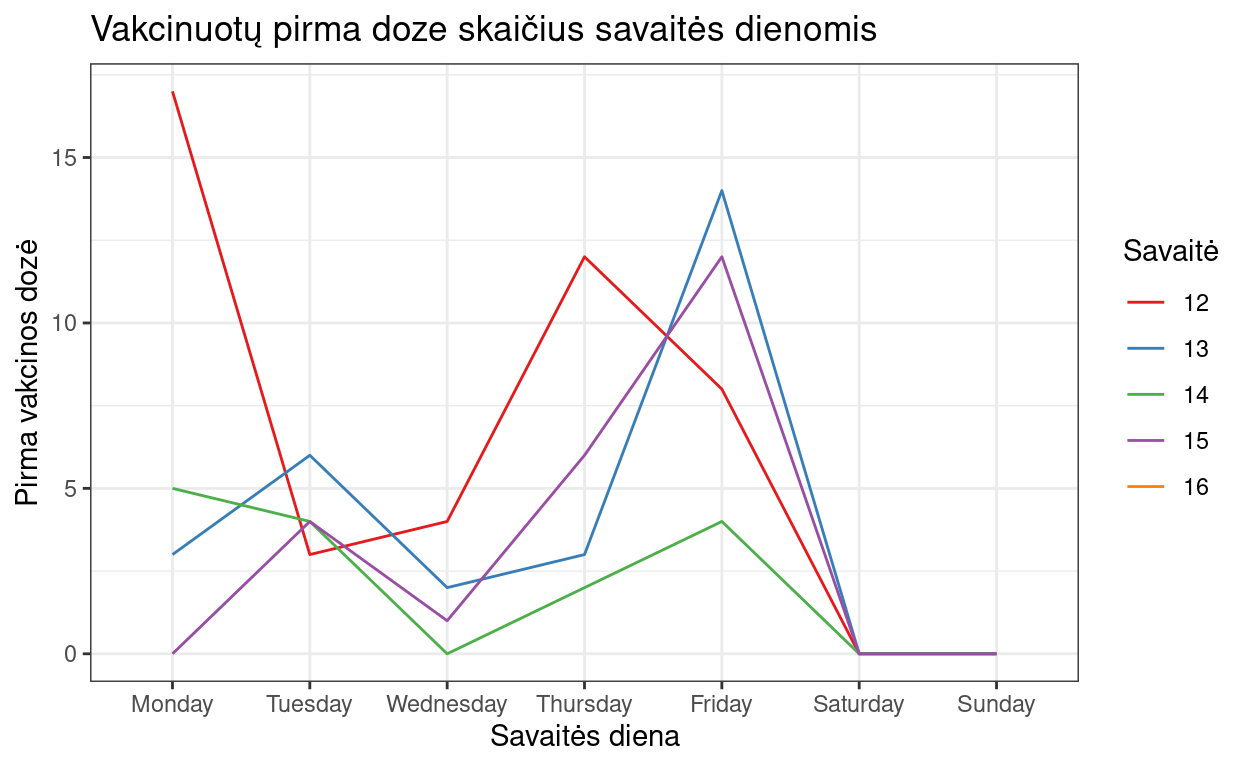 Vakcinuotų pirma doze skaičius savaitės dienomis
Pirma vakcinos dozė
15
10
5
0
Monday Tuesday Wednesday Thursday Friday Saturday Sunday
Savaitės diena
Savaitė
12
13
14
15
16